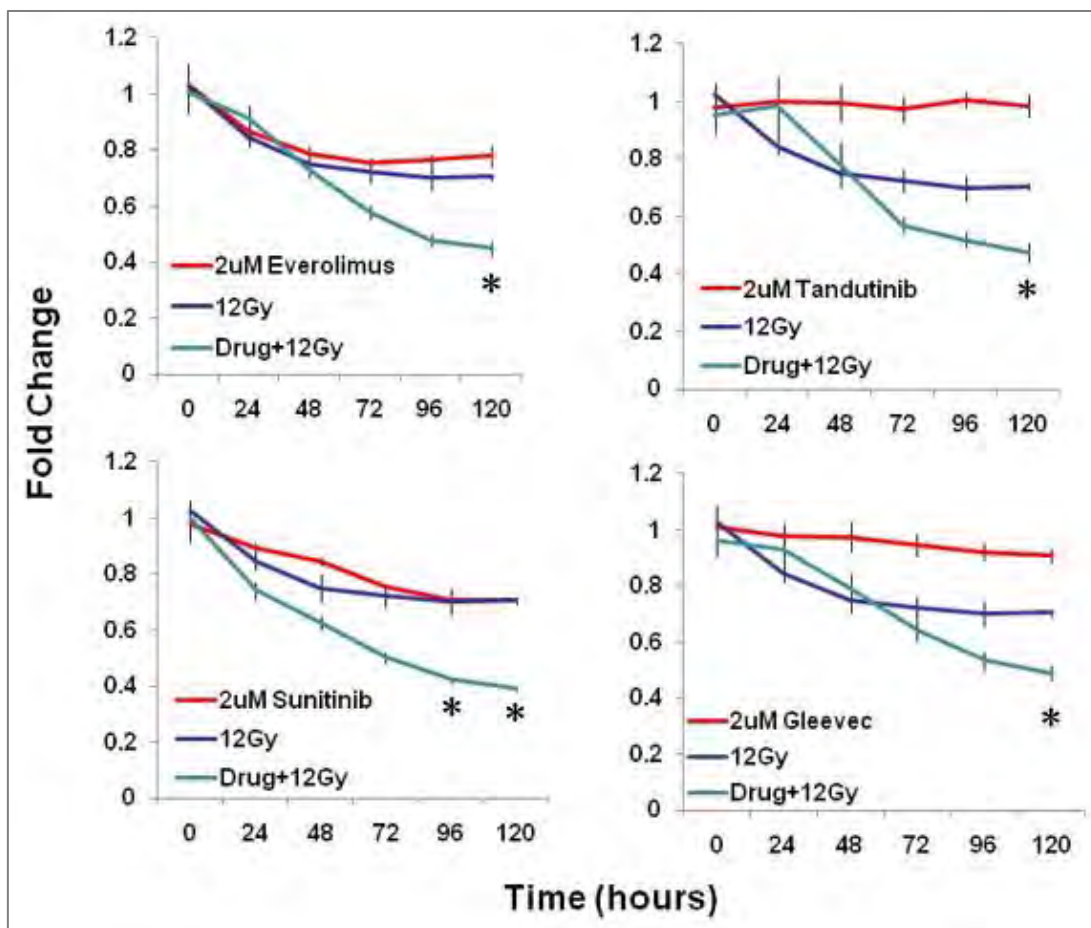 Fold Change
1.2
1
0.8
0.6
0.4
0.2
0
2uM Everolimus
12Gy
Drug+12Gy
*
0 24 48 72 96 120
1.2
1
0.8
0.6
0.4
0.2
0
2uM Tandutinib
12Gy
Drug+12Gy
*
0 24 48 72 96 120
1.2
1
0.8
0.6
0.4
0.2
0
2uM Sunitinib
12Gy
Drug+12Gy
* *
0 24 48 72 96 120
1.2
1
0.8
0.6
0.4
0.2
0
2uM Gleevec
12Gy
Drug+12Gy
*
0 24 48 72 96 120
Time (hours)